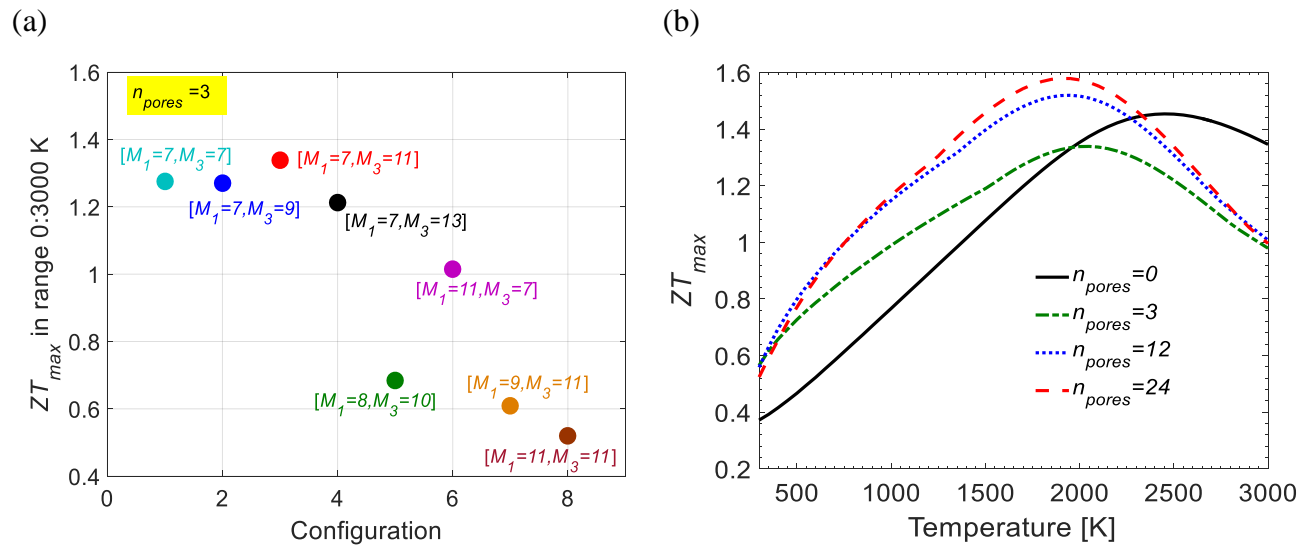 (a)
n_pores =3
[M_1=7,M_3=7]
[M_1=7,M_3=11]
[M_1=7,M_3=9]
[M_1=7,M_3=13]
[M_1=11,M_3=7]
[M_1=9,M_3=11]
[M_1=8,M_3=10]
[M_1=11,M_3=11]
1.6
1.4
1.2
1
0.8
0.6
0.4
0 2 4 6 8
Configuration
ZT_max in range 0:3000 K
(b)
1.6
1.4
1.2
1
0.8
0.6
0.4
0.2
n_pores=0
n_pores=3
n_pores=12
n_pores=24
500 1000 1500 2000 2500 3000
Temperature [K]
ZT_max